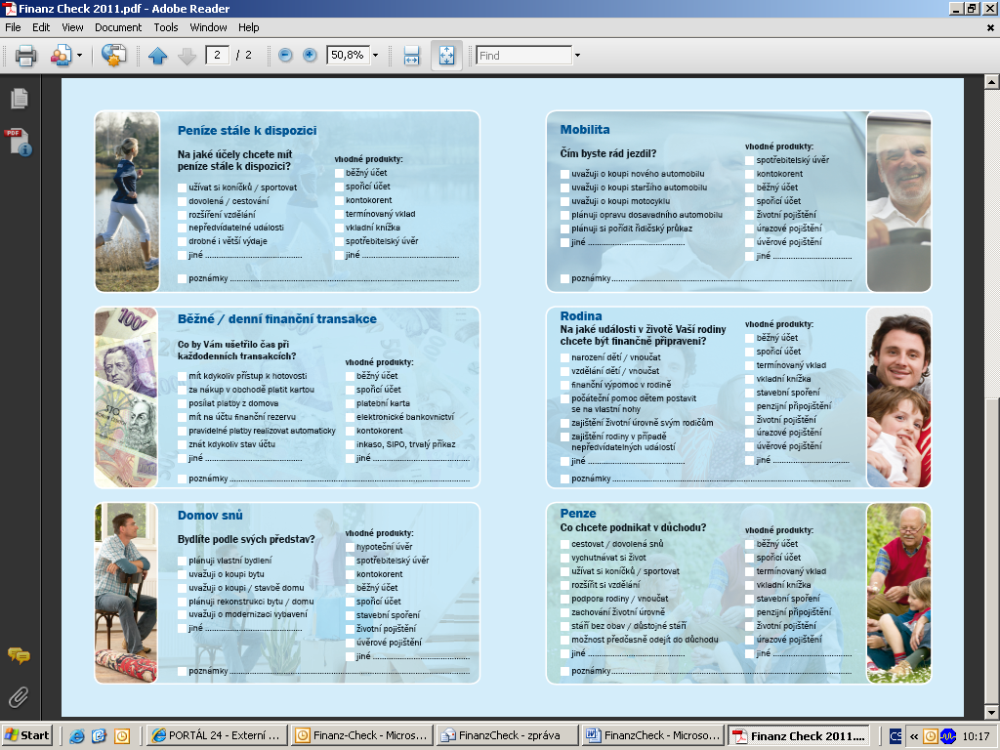 Finanz Check 2011.pdf - Adobe Reader
File Edit View Document Tools Window Help
2 / 2 50,8% Find
Peníze stále k dispozici
Na jaké účely chcete mít
peníze stále k dispozici?
užívat si koníčků / sportovat
dovolená / cestování
rozšíření vzdělání
nepředvídatelné události
drobné i větší výdaje
jiné
vhodné produkty:
běžný účet
spořicí účet
kontokorent
termínovaný vklad
vkladní knížka
spotřebitelský úvěr
jiné
poznámky
Mobilita
Čím byste rád jezdil?
uvažuji o koupi nového automobilu
uvažuji o koupi staršího automobilu
uvažuji o koupi motocyklu
plánuji opravu dosavadního automobilu
plánuji si pořídit řidičský průkaz
jiné
vhodné produkty:
spotřebitelský úvěr
kontokorent
běžný účet
spořicí účet
životní pojištění
úrazové pojištění
úvěrové pojištění
jiné
poznámky
Běžné / denní finanční transakce
Co by Vám ušetřilo čas při
každodenních transakcích?
mít kdykoliv přístup k hotovosti
za nákup v obchodě platit kartou
posílat platby z domova
mít na účtu finanční rezervu
pravidelné platby realizovat automaticky
znát kdykoliv stav účtu
jiné
vhodné produkty:
běžný účet
spořicí účet
platební karta
elektronické bankovnictví
kontokorent
inkaso, SIPO, trvalý příkaz
jiné
poznámky
Rodina
Na jaké události v životě Vaší rodiny
chcete být finančně připraveni?
narození dětí / vnoučat
vzdělání dětí / vnoučat
finanční výpomoc v rodině
počáteční pomoc dětem postavit
se na vlastní nohy
zajištění životní úrovně svým rodičům
zajištění rodiny v případě
nepředvídatelných událostí
jiné
vhodné produkty:
běžný účet
spořicí účet
termínovaný vklad
vkladní knížka
stavební spoření
penzijní připojištění
životní pojištění
úrazové pojištění
úvěrové pojištění
jiné
poznámky
Domov snů
Bydlíte podle svých představ?
plánuji vlastní bydlení
uvažuji o koupi bytu
uvažuji o koupi / stavbě domu
plánuji rekonstrukci bytu / domu
uvažuji o modernizaci vybavení
jiné
vhodné produkty:
hypoteční úvěr
spotřebitelský úvěr
kontokorent
běžný účet
spořicí účet
stavební spoření
životní pojištění
úvěrové pojištění
jiné
poznámky
Penze
Co chcete podnikat v důchodu?
cestovat / dovolená snů
vychutnávat si život
užívat si koníčků / sportovat
rozšířit si vzdělání
podpora rodiny / vnoučat
zachování životní úrovně
stáří bez obav / důstojné stáří
možnost předčasně odejít do důchodu
jiné
vhodné produkty:
běžný účet
spořicí účet
termínovaný vklad
vkladní knížka
stavební spoření
penzijní připojištění
životní pojištění
úrazové pojištění
jiné
poznámky
Start PORTÁL 24 - Externí ... Finanz-Check - Micros... FinanzCheck - zpráva FinanzCheck - Microso... Finanz Check 2011.... CS 10:17